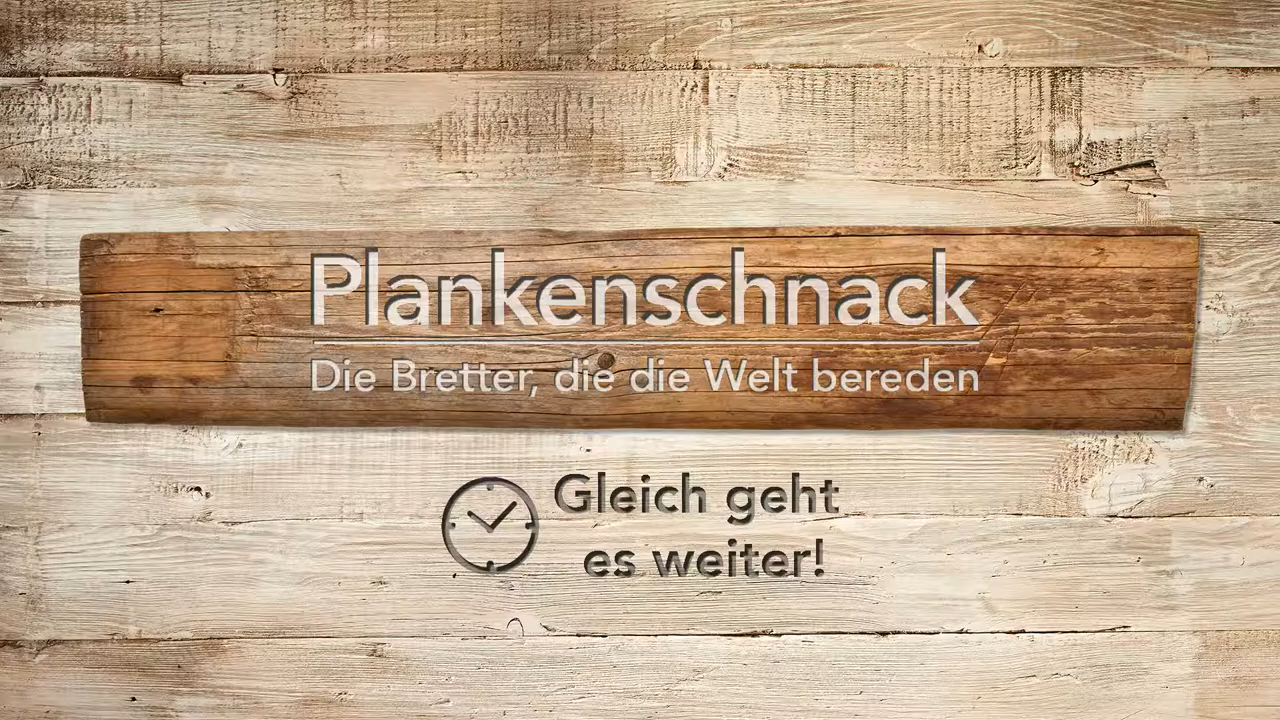 Plankenschnack
Die Bretter, die die Welt bereden
Gleich geht
es weiter!